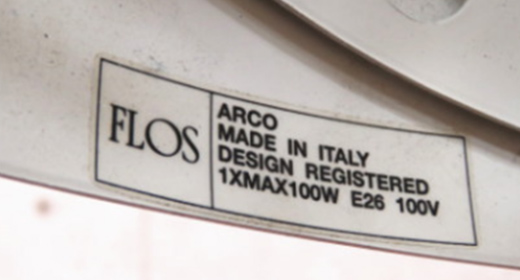 FLOS
ARCO
MADE IN ITALY
DESIGN REGISTERED
1XMAX100W E26 100V